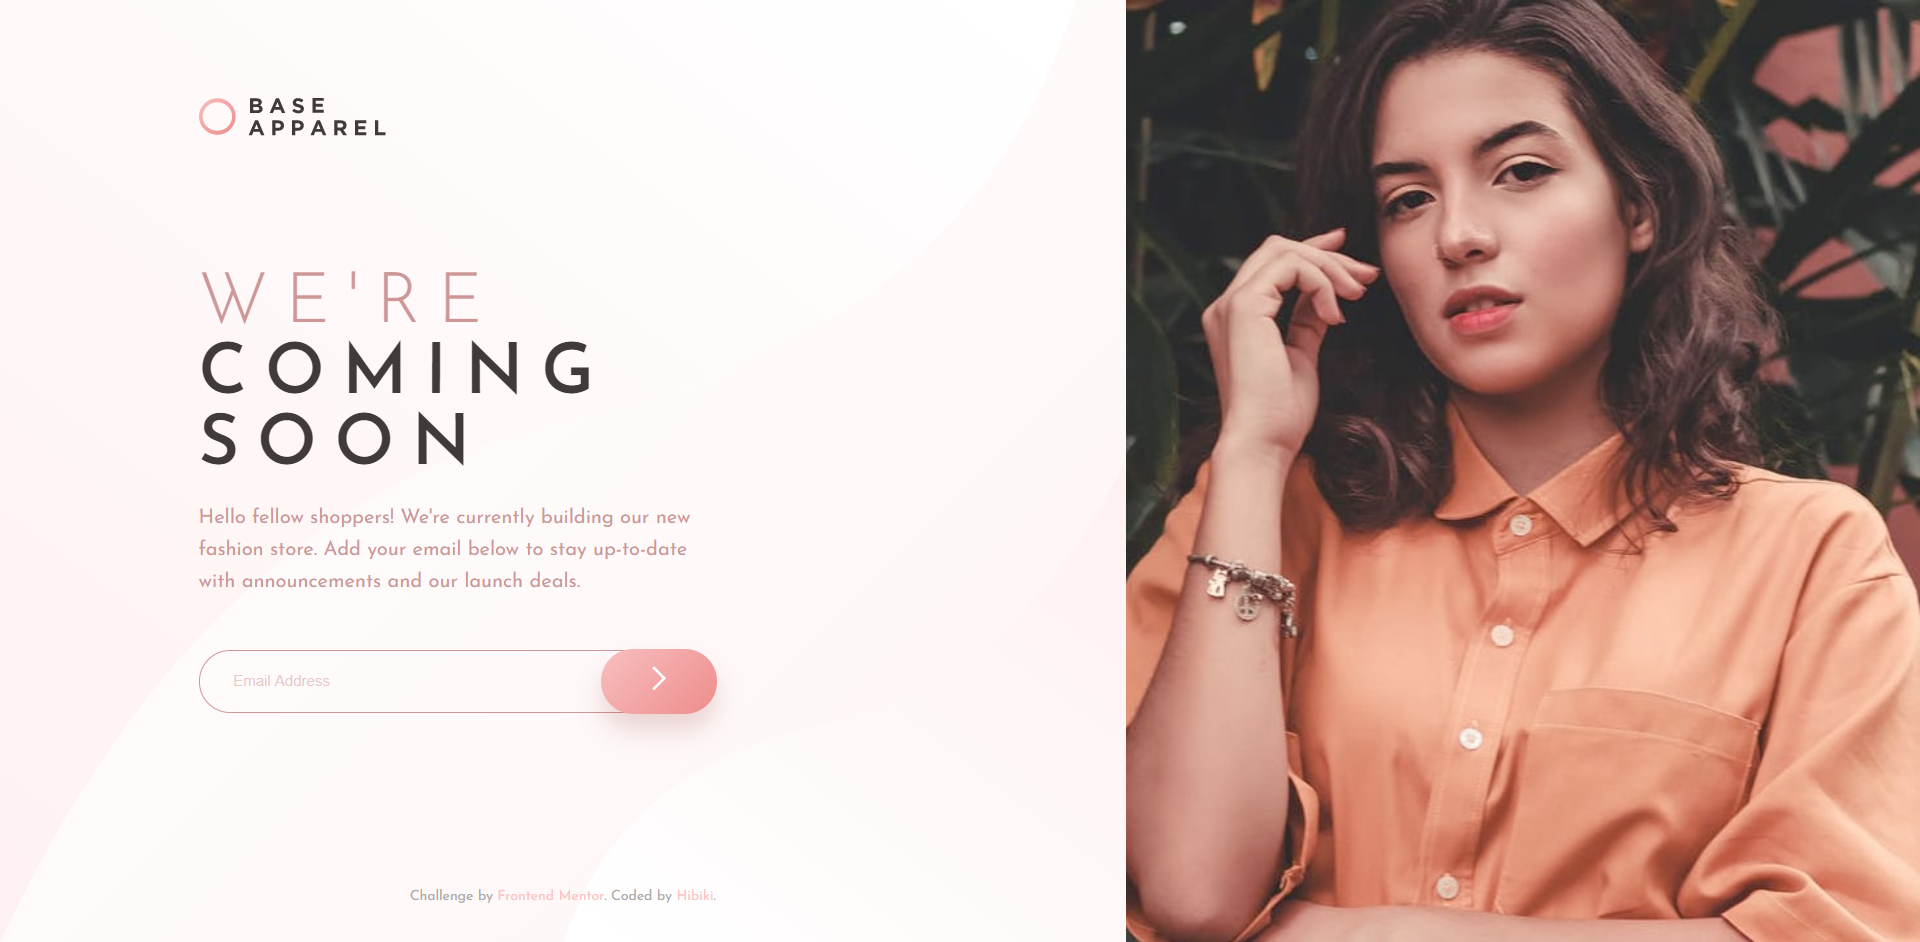 BASE
APPAREL
WE'RE
COMING
SOON
Hello fellow shoppers! We're currently building our new
fashion store. Add your email below to stay up-to-date
with announcements and our launch deals.
Email Address
Challenge by Frontend Mentor. Coded by Hibiki.